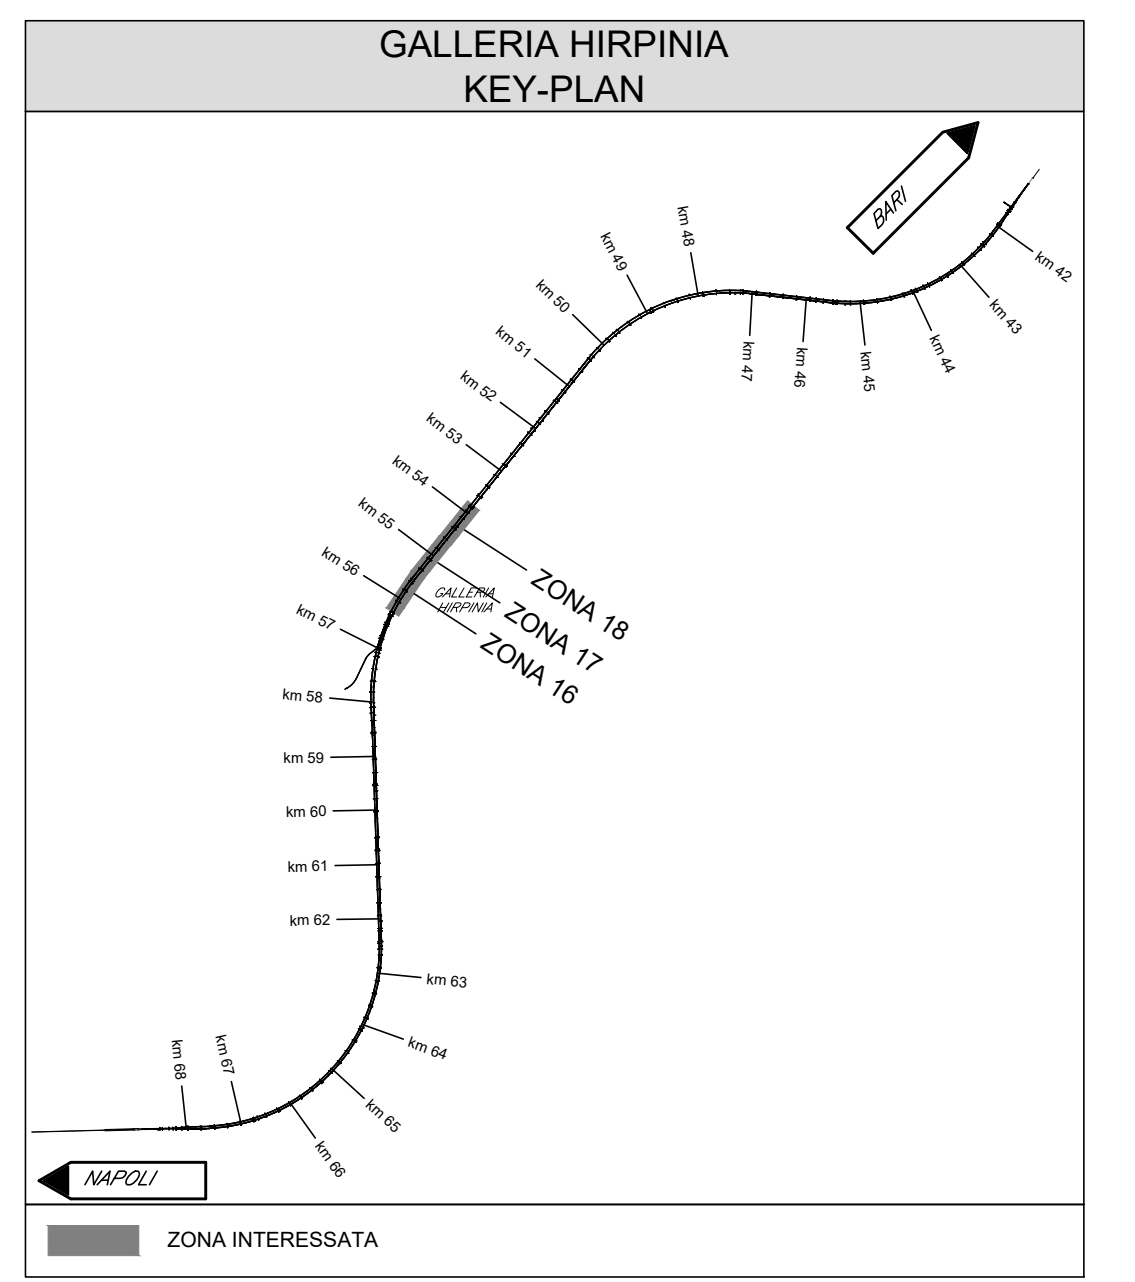 GALLERIA HIRPINIA
KEY-PLAN
BARI
km 42
km 43
km 44
km 45
km 46
km 47
km 48
km 49
km 50
km 51
km 52
km 53
km 54
km 55
km 56
km 57
GALLERIA
HIRPINIA
ZONA 18
ZONA 17
ZONA 16
km 58
km 59
km 60
km 61
km 62
km 63
km 64
km 65
km 66
km 67
km 68
NAPOLI
ZONA INTERESSATA